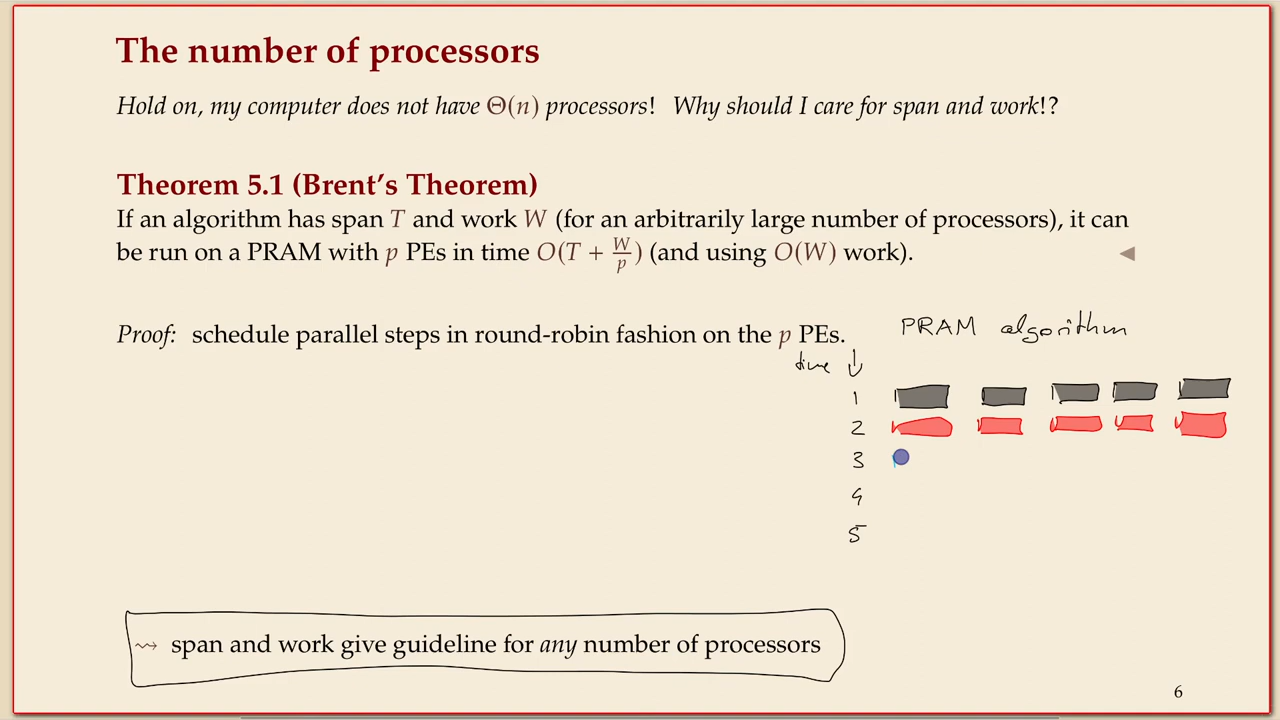 The number of processors
Hold on, my computer does not have Θ(n) processors! Why should I care for span and work!?
Theorem 5.1 (Brent's Theorem)
If an algorithm has span T and work W (for an arbitrarily large number of processors), it can
be run on a PRAM with p PEs in time O(T + W/p) (and using O(W) work). ◀
Proof: schedule parallel steps in round-robin fashion on the p PEs.
PRAM algorithm
time ↓
1
2
3
4
5
⇝ span and work give guideline for any number of processors
6